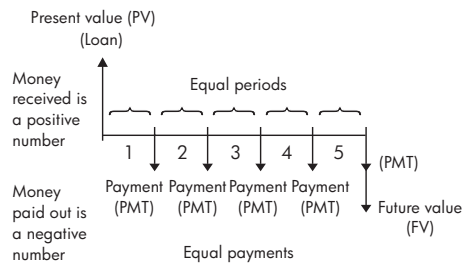 Present value (PV)
(Loan)
Money
received is
a positive
number
Equal periods
1 2 3 4 5
(PMT)
Payment Payment Payment Payment
(PMT) (PMT) (PMT) (PMT)
Money
paid out is
a negative
number
Future value
(FV)
Equal payments